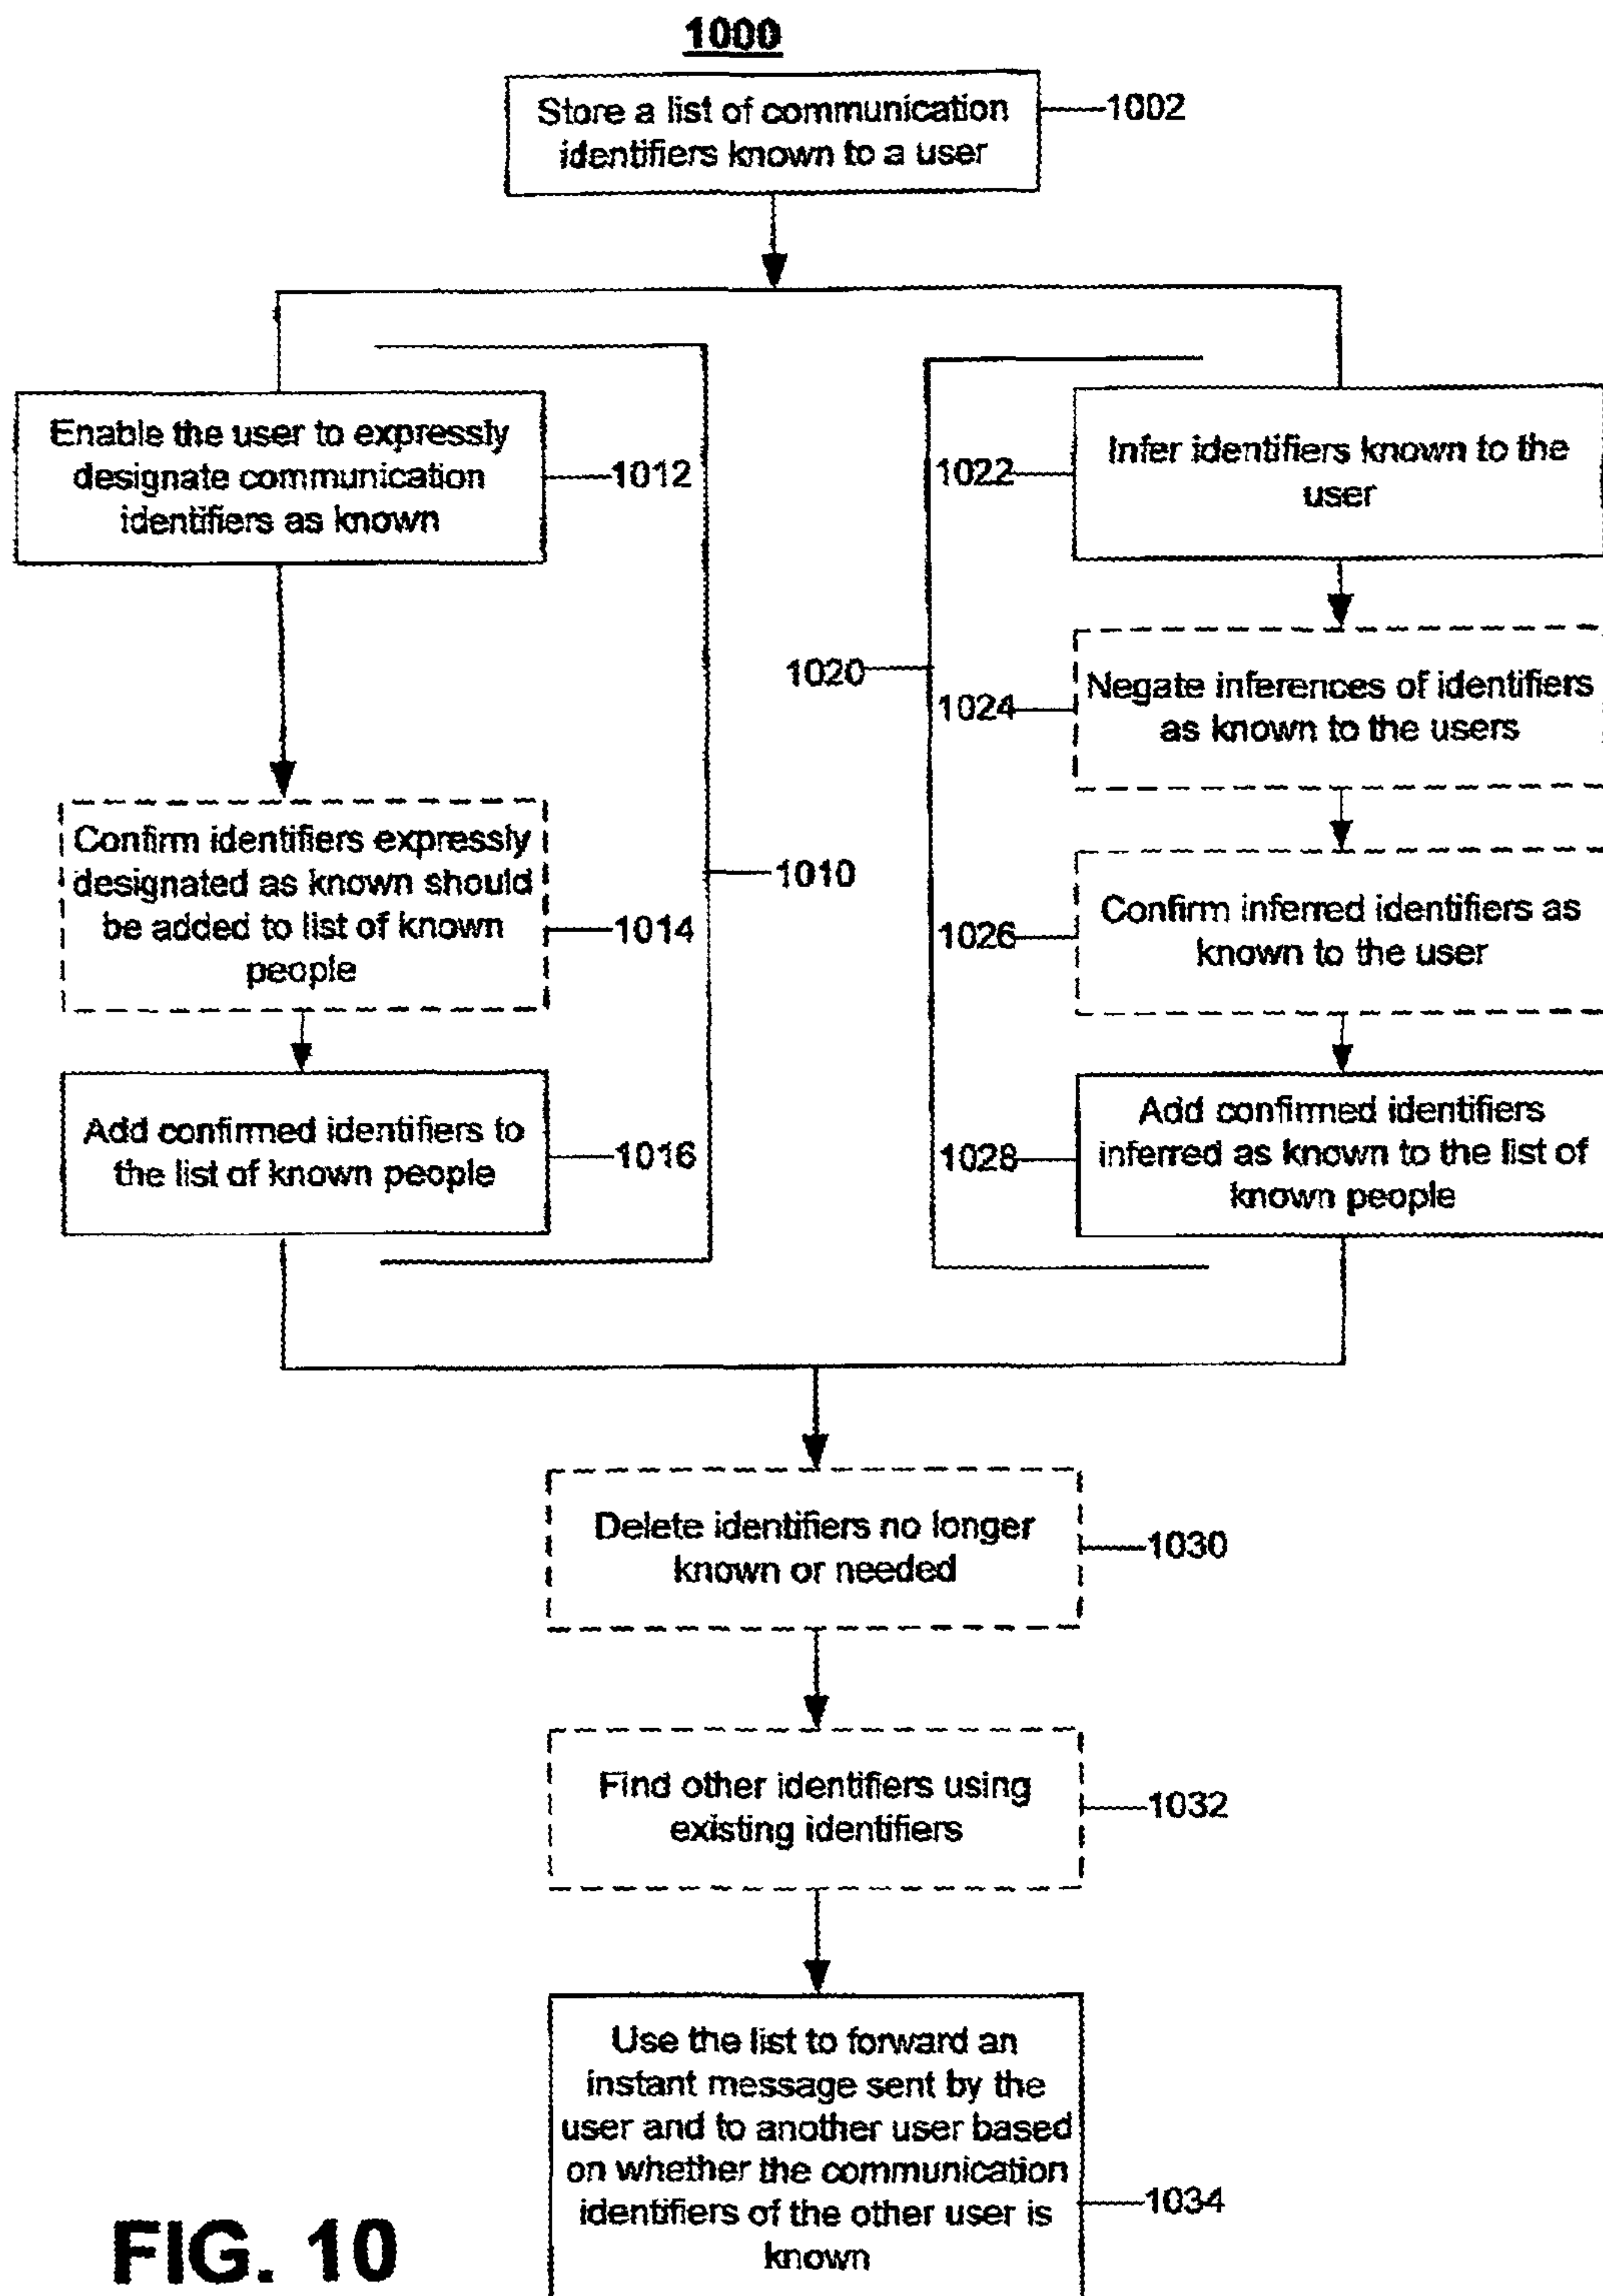 1000
Store a list of communication
identifiers known to a user
1002
Enable the user to expressly
designate communication
identifiers as known
1012
Confirm identifiers expressly
designated as known should
be added to list of known
people
1014
Add confirmed identifiers to
the list of known people
1016
1010
1020
1022
Infer identifiers known to the
user
1024
Negate inferences of identifiers
as known to the users
1026
Confirm inferred identifiers as
known to the user
1028
Add confirmed identifiers
inferred as known to the list of
known people
Delete identifiers no longer
known or needed
1030
Find other identifiers using
existing identifiers
1032
Use the list to forward an
instant message sent by the
user and to another user based
on whether the communication
identifiers of the other user is
known
1034
FIG. 10